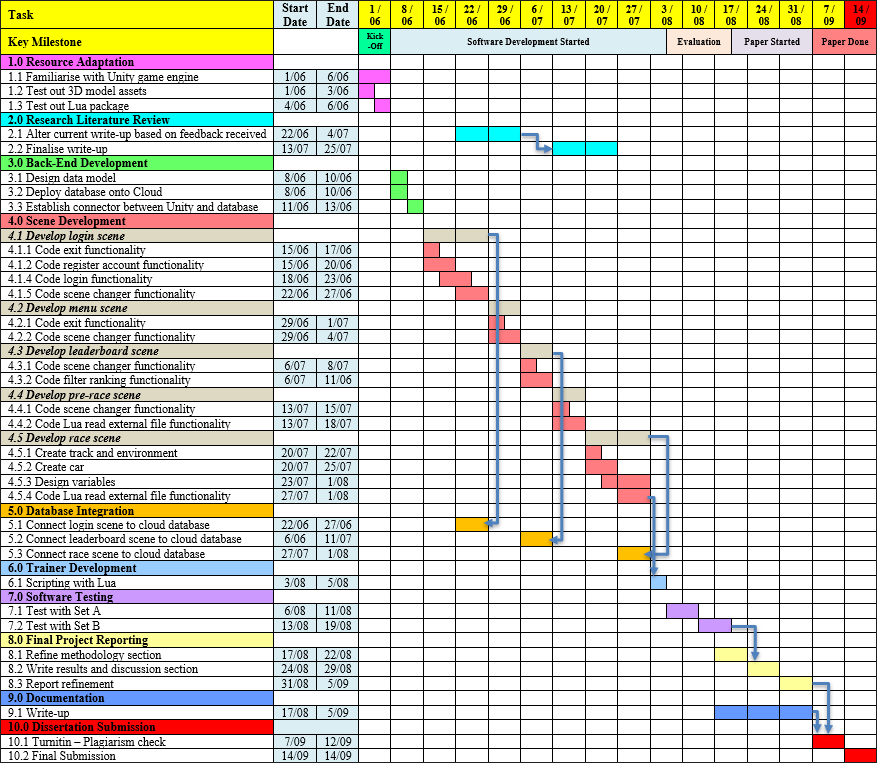 Task Start Date End Date 1 / 06 8 / 06 15 / 06 22 / 06 29 / 06 6 / 07 13 / 07 20 / 07 27 / 07 3 / 08 10 / 08 17 / 08 24 / 08 31 / 08 7 / 09 14 / 09
Key Milestone Kick -Off Software Development Started Evaluation Paper Started Paper Done
1.0 Resource Adaptation
1.1 Familiarise with Unity game engine 1/06 6/06
1.2 Test out 3D model assets 1/06 3/06
1.3 Test out Lua package 4/06 6/06
2.0 Research Literature Review
2.1 Alter current write-up based on feedback received 22/06 4/07
2.2 Finalise write-up 13/07 25/07
3.0 Back-End Development
3.1 Design data model 8/06 10/06
3.2 Deploy database onto Cloud 8/06 10/06
3.3 Establish connector between Unity and database 11/06 13/06
4.0 Scene Development
4.1 Develop login scene
4.1.1 Code exit functionality 15/06 17/06
4.1.2 Code register account functionality 15/06 20/06
4.1.4 Code login functionality 18/06 23/06
4.1.5 Code scene changer functionality 22/06 27/06
4.2 Develop menu scene
4.2.1 Code exit functionality 29/06 1/07
4.2.2 Code scene changer functionality 29/06 4/07
4.3 Develop leaderboard scene
4.3.1 Code scene changer functionality 6/07 8/07
4.3.2 Code filter ranking functionality 6/07 11/06
4.4 Develop pre-race scene
4.4.1 Code scene changer functionality 13/07 15/07
4.4.2 Code Lua read external file functionality 13/07 18/07
4.5 Develop race scene
4.5.1 Create track and environment 20/07 22/07
4.5.2 Create car 20/07 25/07
4.5.3 Design variables 23/07 1/08
4.5.4 Code Lua read external file functionality 27/07 1/08
5.0 Database Integration
5.1 Connect login scene to cloud database 22/06 27/06
5.2 Connect leaderboard scene to cloud database 6/06 11/07
5.3 Connect race scene to cloud database 27/07 1/08
6.0 Trainer Development
6.1 Scripting with Lua 3/08 5/08
7.0 Software Testing
7.1 Test with Set A 6/08 11/08
7.2 Test with Set B 13/08 19/08
8.0 Final Project Reporting
8.1 Refine methodology section 17/08 22/08
8.2 Write results and discussion section 24/08 29/08
8.3 Report refinement 31/08 5/09
9.0 Documentation
9.1 Write-up 17/08 5/09
10.0 Dissertation Submission
10.1 Turnitin – Plagiarism check 7/09 12/09
10.2 Final Submission 14/09 14/09